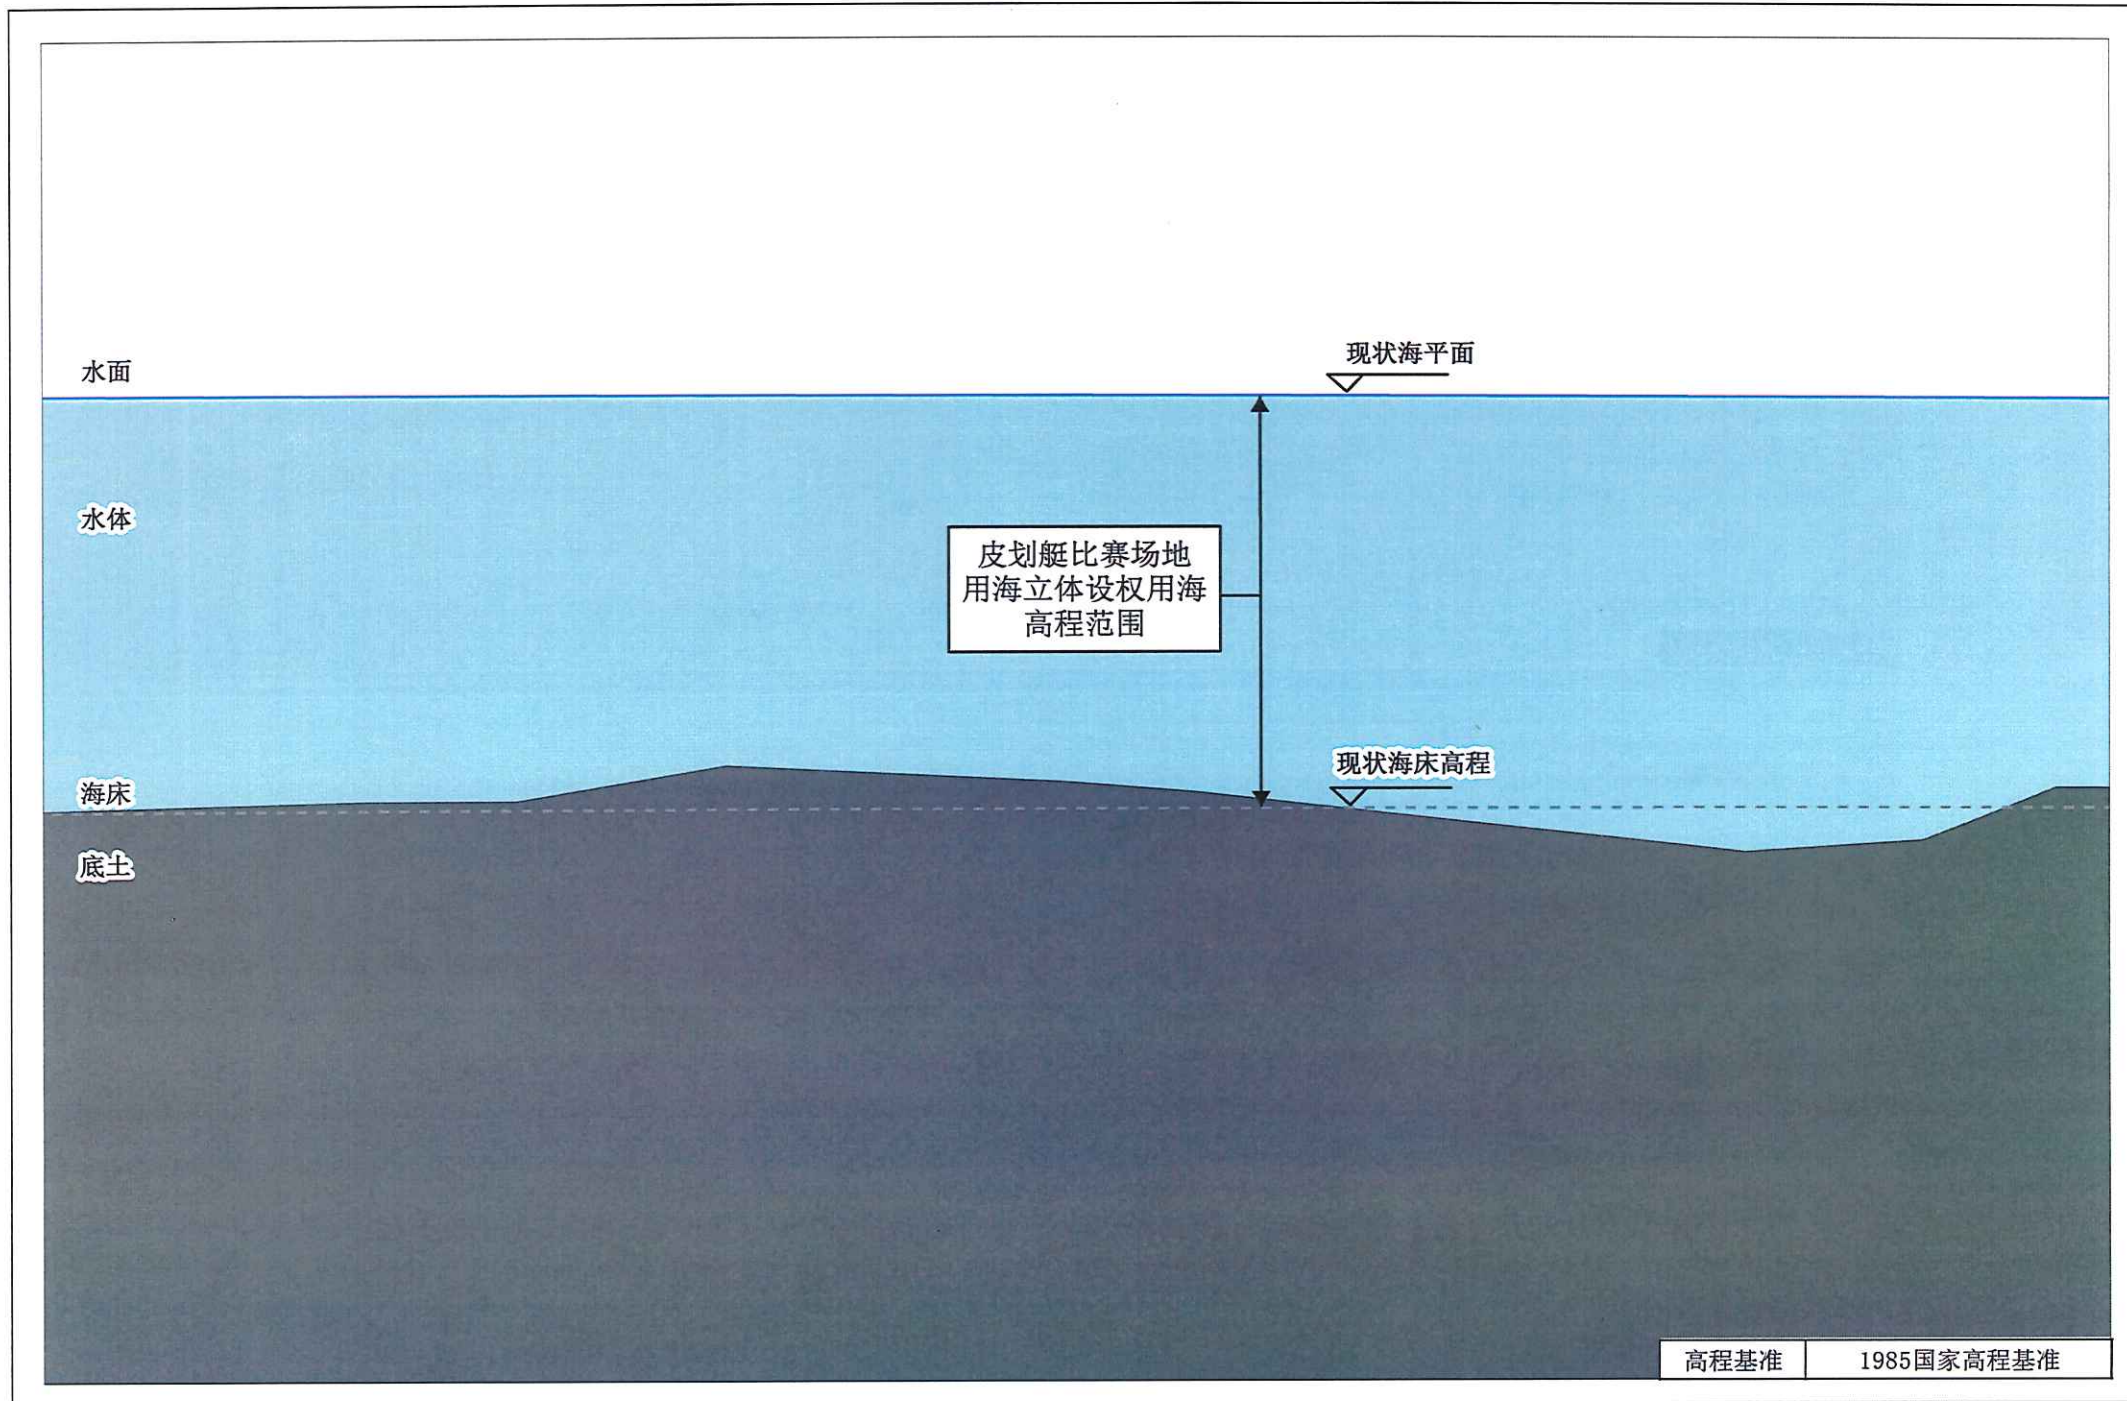 水面
现状海平面
水体
皮划艇比赛场地
用海立体设权用海
高程范围
现状海床高程
海床
底土
高程基准 1985国家高程基准